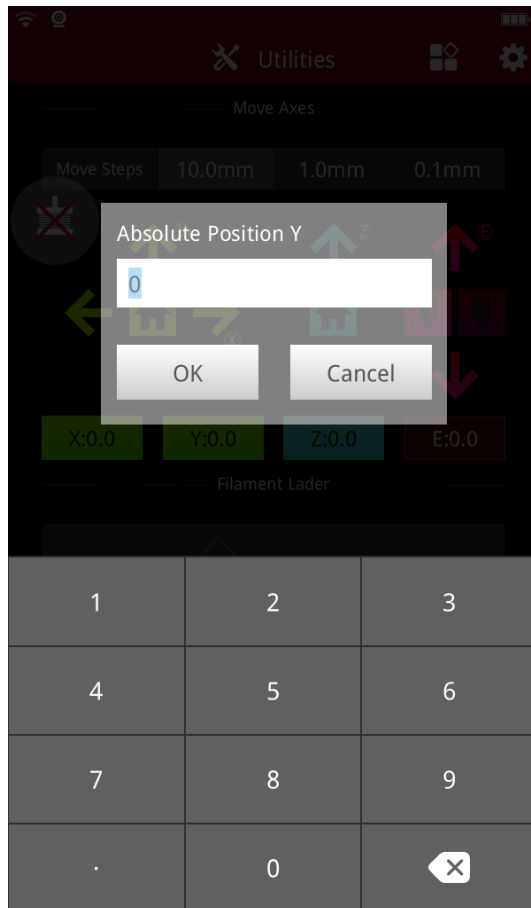 Utilities
Move Axes
Move Steps 10.0mm 1.0mm 0.1mm
Absolute Position Y
Z E
0
X
OK Cancel
X:0.0 Y:0.0 Z:0.0 E:0.0
Filament Lader
1 2 3
4 5 6
7 8 9
. 0